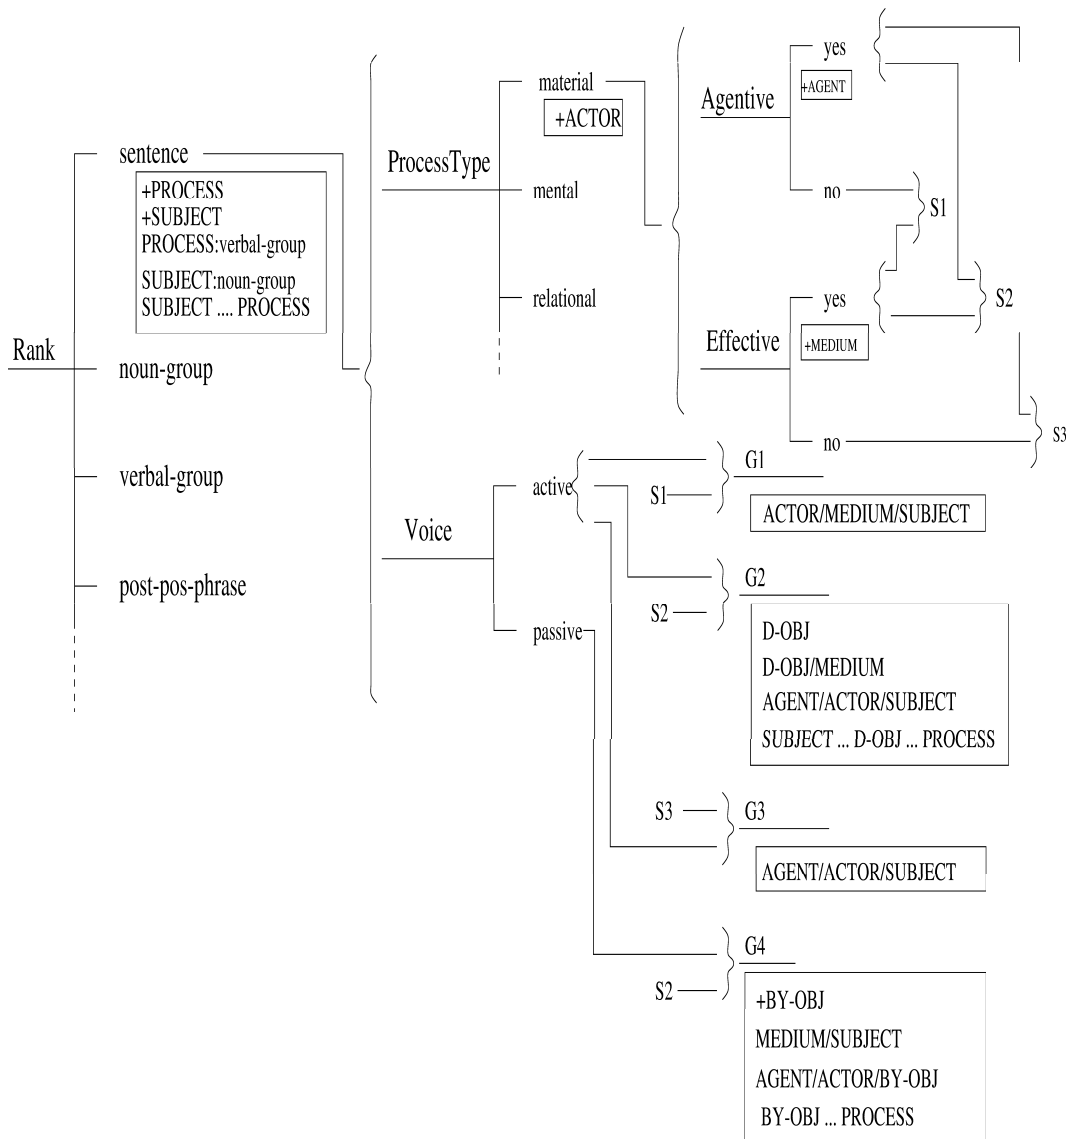 Rank
sentence
+PROCESS
+SUBJECT
PROCESS:verbal-group
SUBJECT:noun-group
SUBJECT .... PROCESS
noun-group
verbal-group
post-pos-phrase
ProcessType
material
+ACTOR
mental
relational
Voice
active
passive
Agentive
yes
+AGENT
no
Effective
yes
+MEDIUM
no
S1
S2
S3
S1
G1
ACTOR/MEDIUM/SUBJECT
S2
G2
D-OBJ
D-OBJ/MEDIUM
AGENT/ACTOR/SUBJECT
SUBJECT ... D-OBJ ... PROCESS
S3
G3
AGENT/ACTOR/SUBJECT
S2
G4
+BY-OBJ
MEDIUM/SUBJECT
AGENT/ACTOR/BY-OBJ
BY-OBJ ... PROCESS